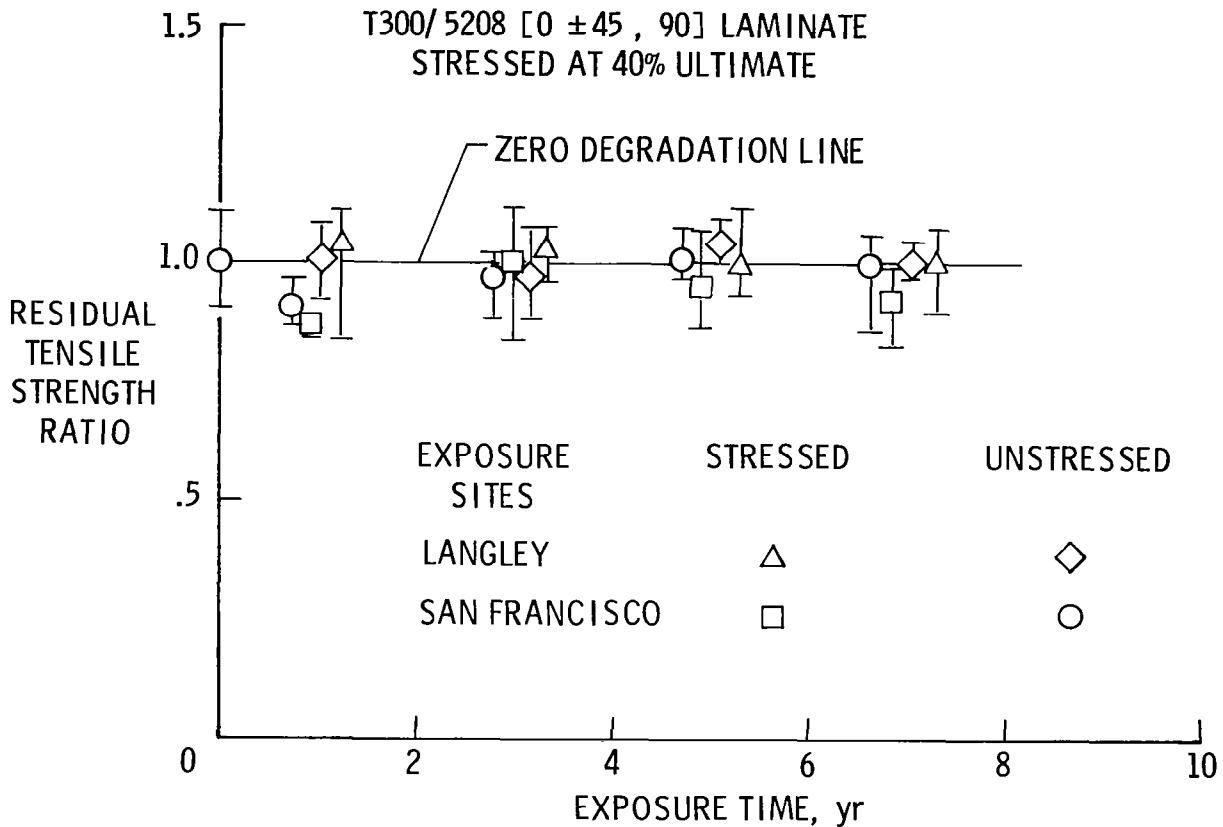 T300/5208 [0 ±45 , 90] LAMINATE
STRESSED AT 40% ULTIMATE
1.5
ZERO DEGRADATION LINE
1.0
RESIDUAL
TENSILE
STRENGTH
RATIO
EXPOSURE SITES STRESSED UNSTRESSED
.5
LANGLEY
SAN FRANCISCO
0 2 4 6 8 10
EXPOSURE TIME, yr